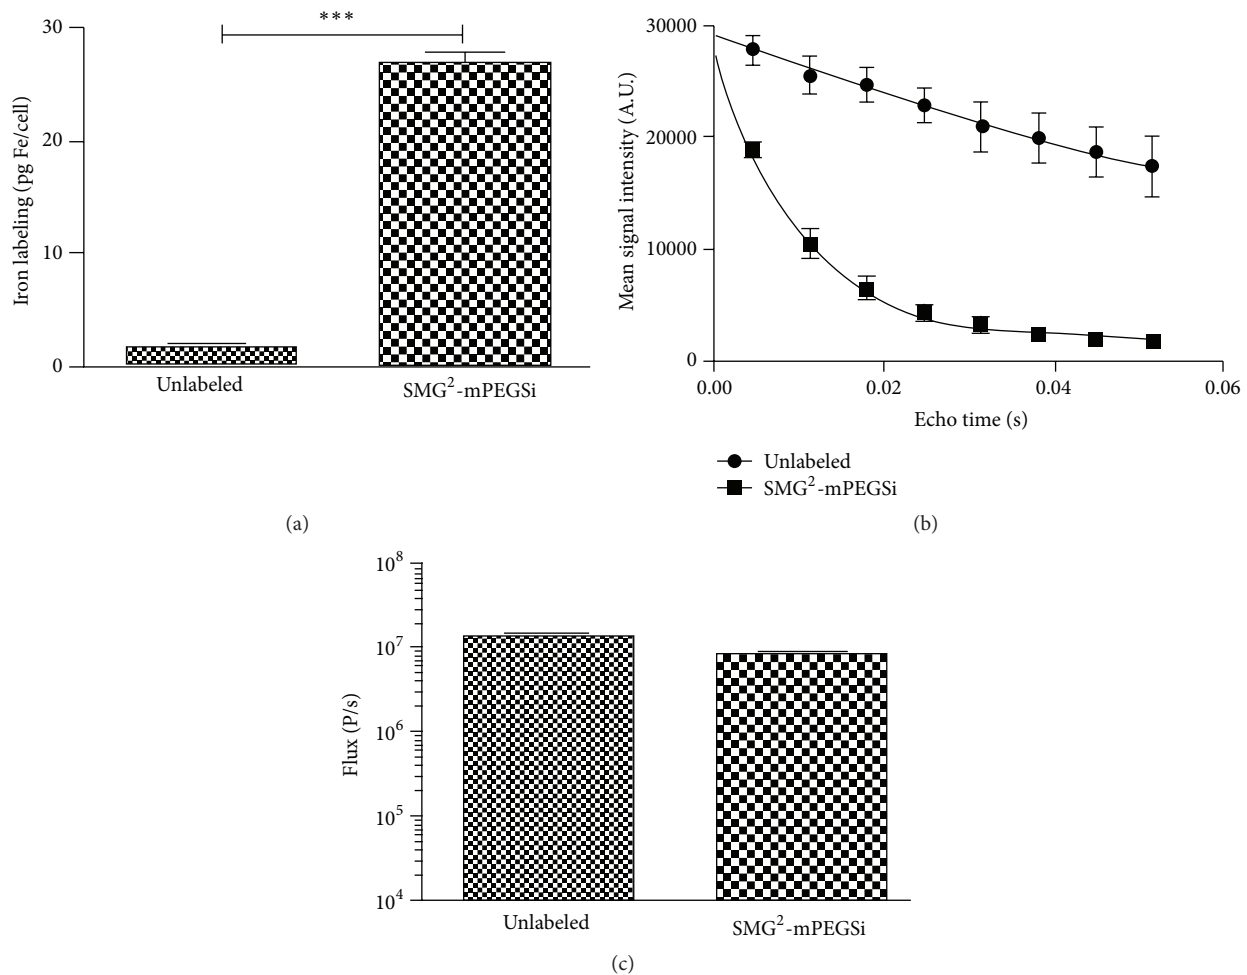 ***
30
20
10
0
Iron labeling (pg Fe/cell)
Unlabeled
SMG²-mPEGSi
(a)
30000
20000
10000
0
Mean signal intensity (A.U.)
0.00
0.02
0.04
0.06
Echo time (s)
Unlabeled
SMG²-mPEGSi
(b)
10⁸
10⁷
10⁶
10⁵
10⁴
Flux (P/s)
Unlabeled
SMG²-mPEGSi
(c)